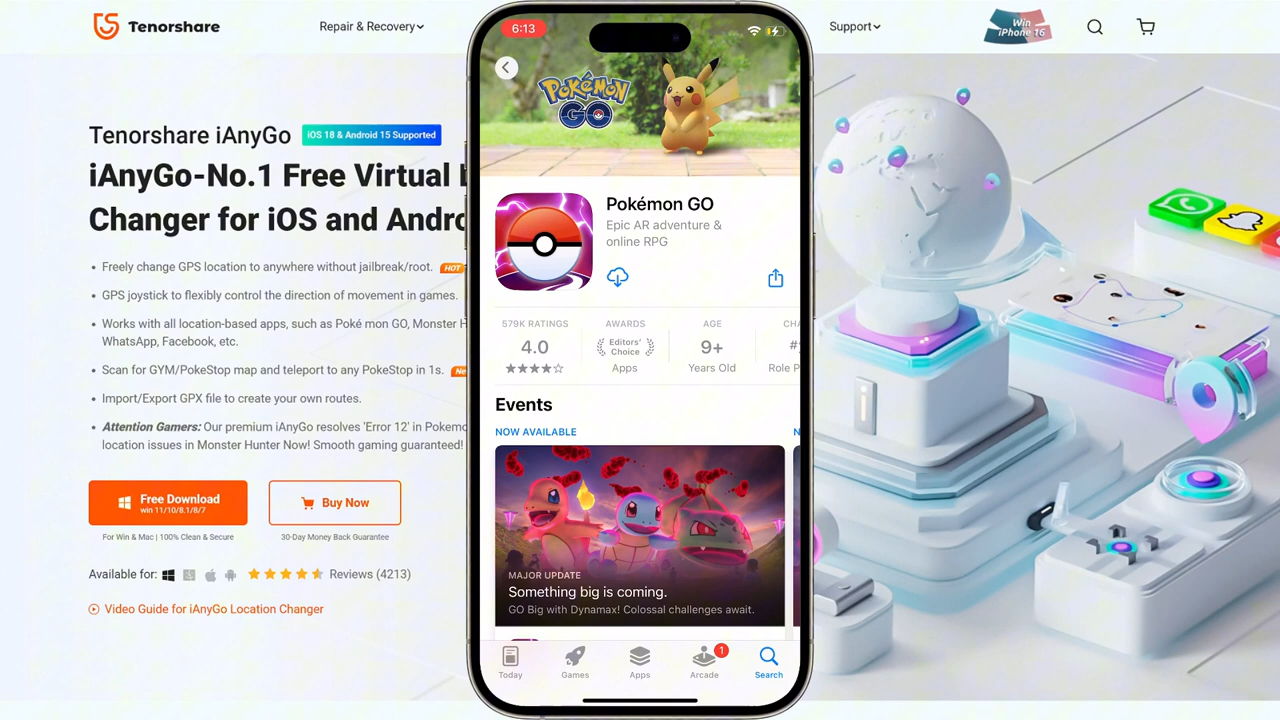 Tenorshare
Repair & Recovery
Support
Win
iPhone 16
Tenorshare iAnyGo
iOS 18 & Android 15 Supported
iAnyGo-No.1 Free Virtual
Changer for iOS and Andro
Freely change GPS location to anywhere without jailbreak/root. HOT
GPS joystick to flexibly control the direction of movement in games.
Works with all location-based apps, such as Poké mon GO, Monster H
WhatsApp, Facebook, etc.
Scan for GYM/PokeStop map and teleport to any PokeStop in 1s. Ne
Import/Export GPX file to create your own routes.
Attention Gamers: Our premium iAnyGo resolves 'Error 12' in Pokemo
location issues in Monster Hunter Now! Smooth gaming guaranteed!
Free Download
win 11/10/8.1/8/7
Buy Now
For Win & Mac | 100% Clean & Secure
30-Day Money Back Guarantee
Available for:
Reviews (4213)
Video Guide for iAnyGo Location Changer
6:13
Pokémon
GO
Pokémon GO
Epic AR adventure &
online RPG
579K RATINGS
4.0
AWARDS
Editors'
Choice
Apps
AGE
9+
Years Old
CHA
#
Role P
Events
NOW AVAILABLE
N
MAJOR UPDATE
Something big is coming.
GO Big with Dynamax! Colossal challenges await.
Today
Games
Apps
1
Arcade
Search